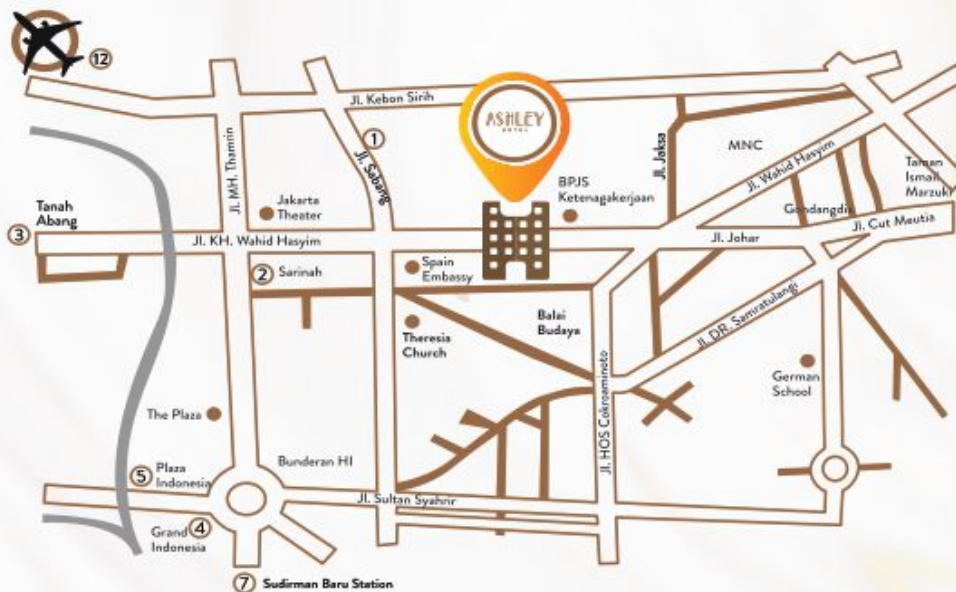 12
Jl. Kebon Sirih
ASHLEY
HOTEL
1
Jl. MH. Thamrin
Jl. Sabang
Jl. Jaksa
MNC
Jl. Wahid Hasyim
Taman
Ismail
Marzuki
Tanah
Abang
Jakarta
Theater
BPJS
Ketenagakerjaan
Gondangdia
3
Jl. KH. Wahid Hasyim
Jl. Johar
Jl. Cut Meutia
2
Sarinah
Spain
Embassy
Theresia
Church
Balai
Budaya
Jl. DR. Samratulangi
German
School
The Plaza
Jl. HOS Cokroaminoto
5
Plaza
Indonesia
Bunderan HI
Jl. Sultan Syahrir
Grand
Indonesia
4
7
Sudirman Baru Station